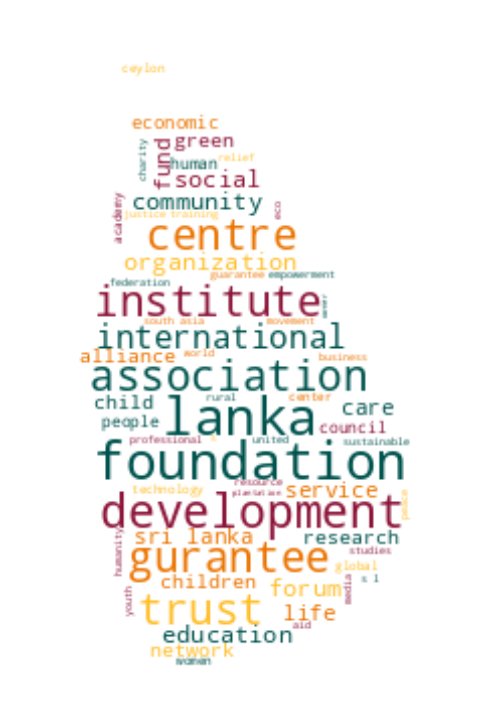 ceylon
economic
charity
fund
green
human
relief
social
academy
community
eco
justice training
centre
organization
guarantee empowerment
federation
institute
south asia
movement
international
alliance
world
business
association
child
rural
center
care
people
lanka
council
professional
united
sustainable
foundation
resource
technology
plantation
service
peace
development
sri lanka
research
humanity
gurantee
studies
global
children
forum
media
s l
youth
trust
life
aid
education
network
women